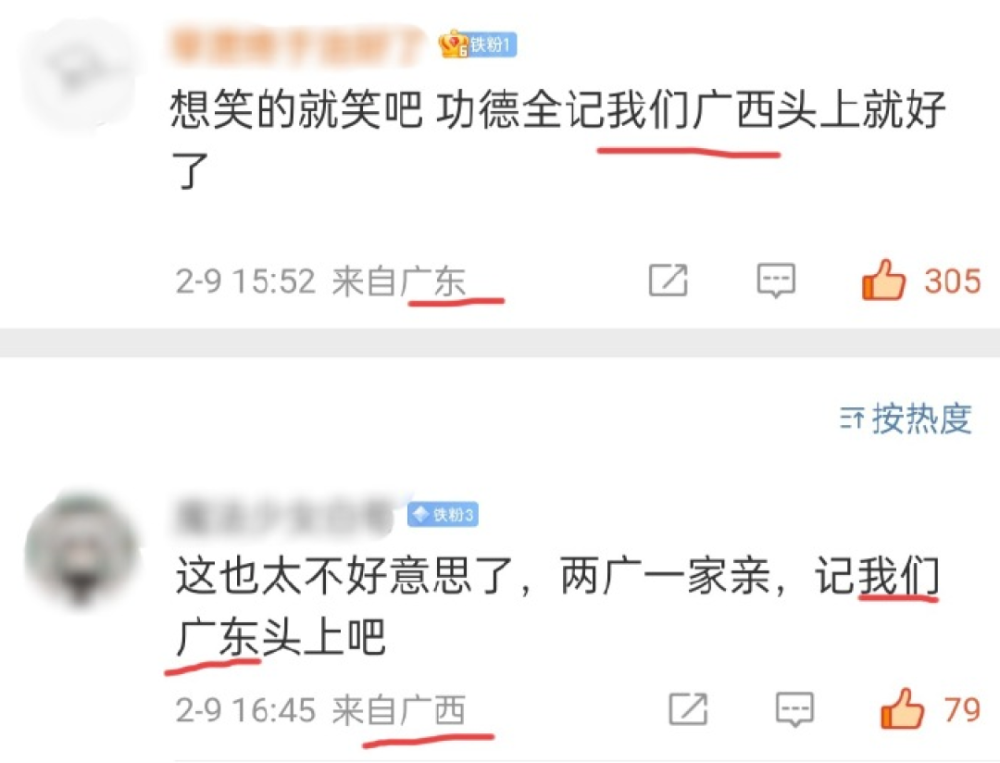 铁粉1
想笑的就笑吧 功德全记我们广西头上就好
了
2-9 15:52 来自广东
305
按热度
铁粉3
这也太不好意思了，两广一家亲，记我们
广东头上吧
2-9 16:45 来自广西
79